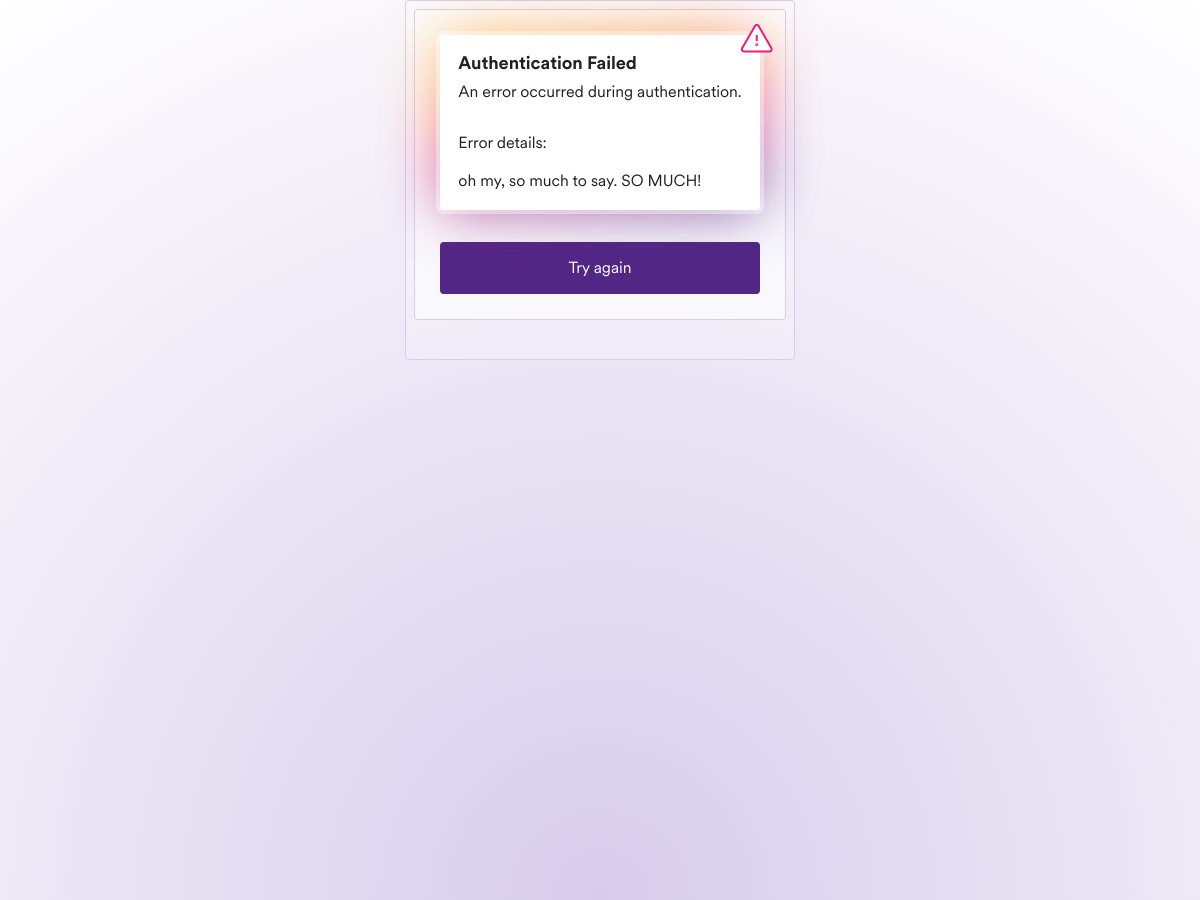 Authentication Failed
An error occurred during authentication.
Error details:
oh my, so much to say. SO MUCH!
Try again